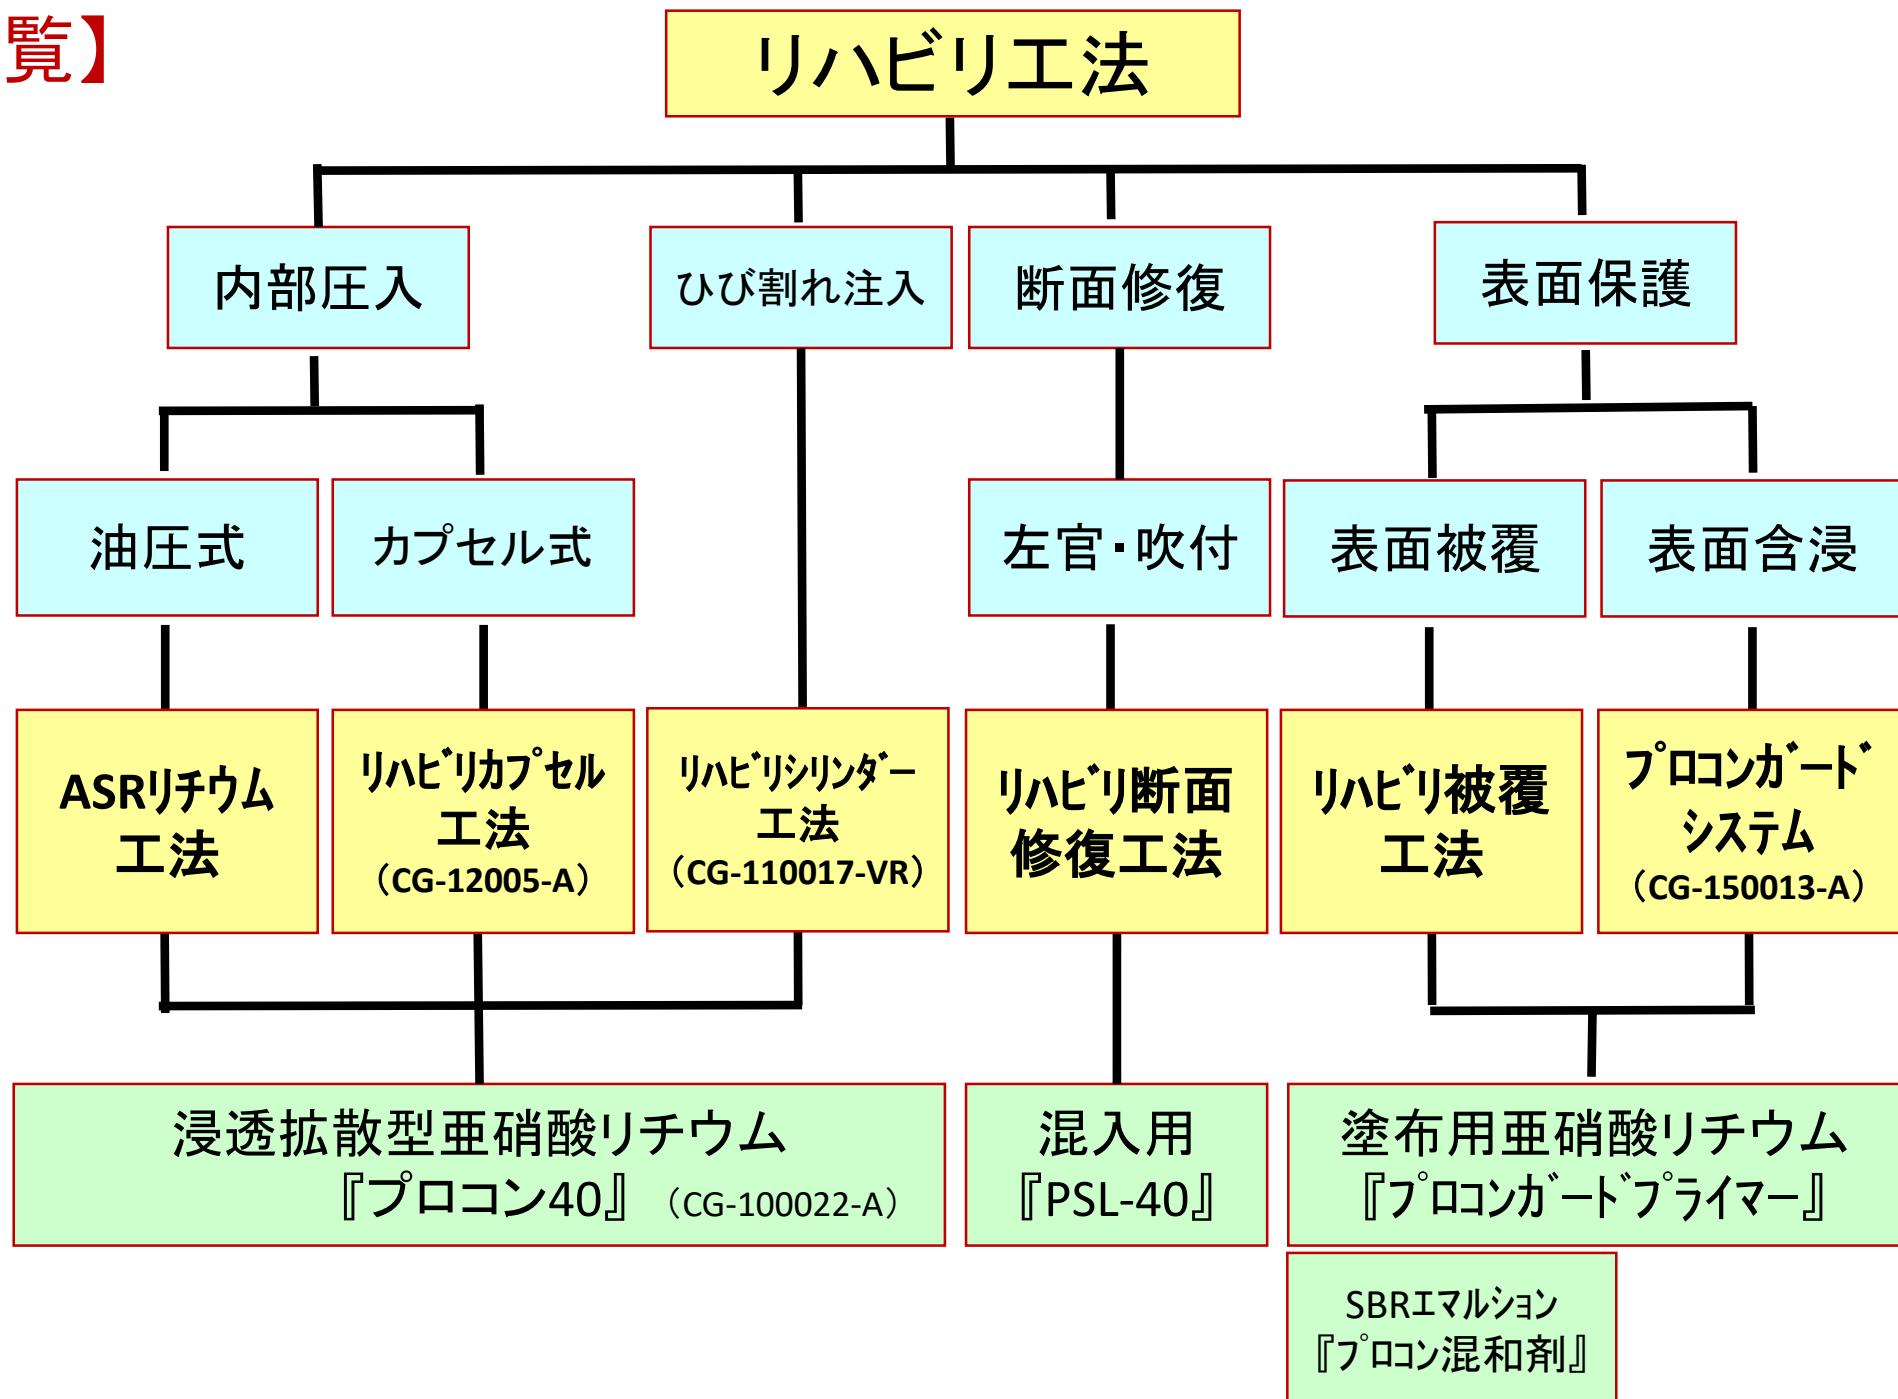 覧】
リハビリ工法
内部圧入
ひび割れ注入
断面修復
表面保護
油圧式
カプセル式
左官・吹付
表面被覆
表面含浸
ASRﾘﾁｳﾑ
工法
ﾘﾊﾋﾞﾘｶﾌﾟｾﾙ
工法
（CG-12005-A）
ﾘﾊﾋﾞﾘｼﾘﾝﾀﾞｰ
工法
（CG-110017-VR）
ﾘﾊﾋﾞﾘ断面
修復工法
ﾘﾊﾋﾞﾘ被覆
工法
ﾌﾟﾛｺﾝｶﾞｰﾄﾞ
ｼｽﾃﾑ
（CG-150013-A）
浸透拡散型亜硝酸リチウム
『プロコン40』（CG-100022-A）
混入用
『PSL-40』
塗布用亜硝酸リチウム
『ﾌﾟﾛｺﾝｶﾞｰﾄﾞﾌﾟﾗｲﾏｰ』
SBRｴﾏﾙｼｮﾝ
『ﾌﾟﾛｺﾝ混和剤』